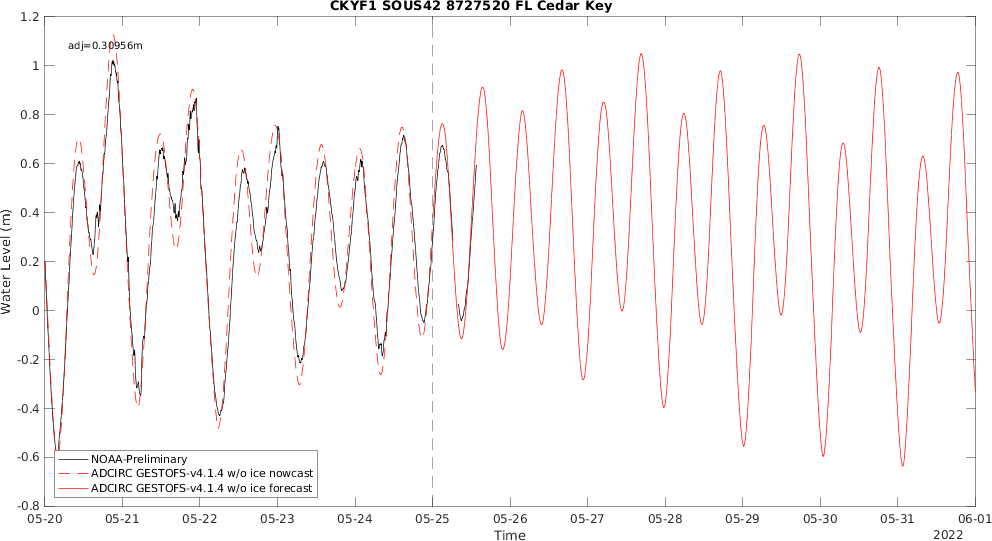 CKYF1 SOUS42 8727520 FL Cedar Key
1.2
adj=0.30956m
1
0.8
0.6
0.4
0.2
0
-0.2
-0.4
-0.6
-0.8
Water Level (m)
NOAA-Preliminary
ADCIRC GESTOFS-v4.1.4 w/o ice nowcast
ADCIRC GESTOFS-v4.1.4 w/o ice forecast
05-20 05-21 05-22 05-23 05-24 05-25 05-26 05-27 05-28 05-29 05-30 05-31 06-01
Time
2022